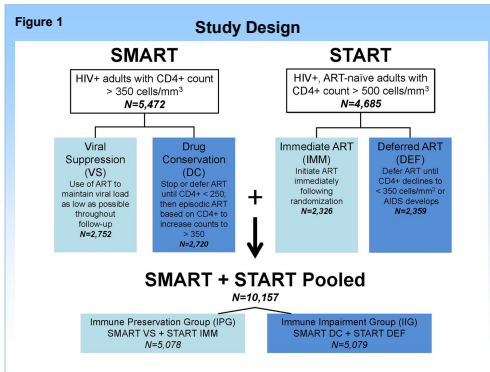 Figure 1
Study Design
SMART
HIV+ adults with CD4+ count
> 350 cells/mm³
N=5,472
Viral
Suppression
(VS)
Use of ART to
maintain viral load
as low as possible
throughout
follow-up
N=2,752
Drug
Conservation
(DC)
Stop or defer ART
until CD4+ < 250;
then episodic ART
based on CD4+ to
increase counts to
> 350
N=2,720
+
START
HIV+, ART-naïve adults with
CD4+ count > 500 cells/mm³
N=4,685
Immediate ART
(IMM)
Initiate ART
immediately
following
randomization
N=2,326
Deferred ART
(DEF)
Defer ART until
CD4+ declines to
< 350 cells/mm³ or
AIDS develops
N=2,359
SMART + START Pooled
N=10,157
Immune Preservation Group (IPG)
SMART VS + START IMM
N=5,078
Immune Impairment Group (IIG)
SMART DC + START DEF
N=5,079